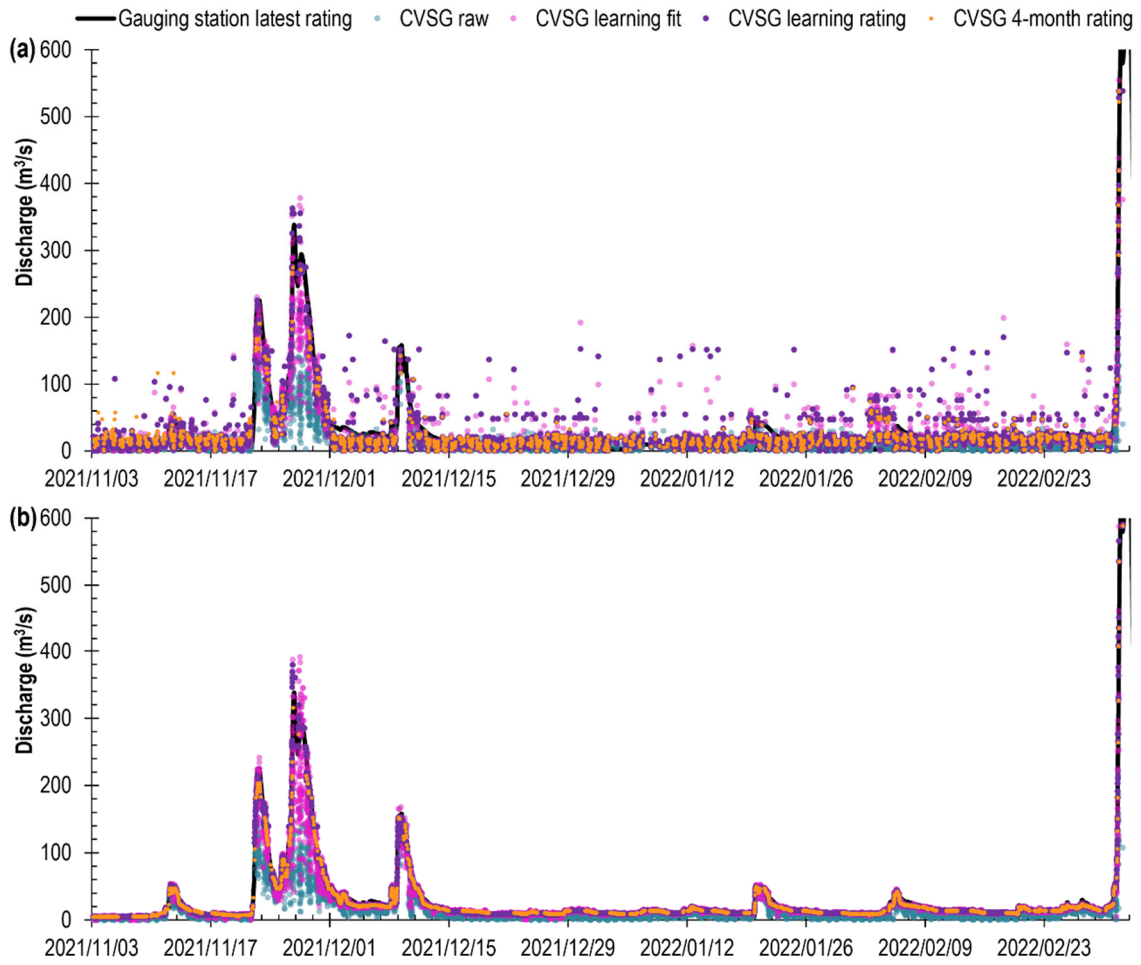 Gauging station latest rating CVSG raw CVSG learning fit CVSG learning rating CVSG 4-month rating
(a)
600
500
400
300
200
100
0
Discharge (m³/s)
2021/11/03 2021/11/17 2021/12/01 2021/12/15 2021/12/29 2022/01/12 2022/01/26 2022/02/09 2022/02/23
(b)
600
500
400
300
200
100
0
Discharge (m³/s)
2021/11/03 2021/11/17 2021/12/01 2021/12/15 2021/12/29 2022/01/12 2022/01/26 2022/02/09 2022/02/23